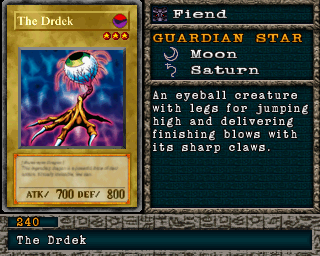 The Drdek
ATK/ 700 DEF/ 800
Fiend
GUARDIAN STAR
Moon
Saturn
An eyeball creature
with legs for jumping
high and delivering
finishing blows with
its sharp claws.
240
The Drdek